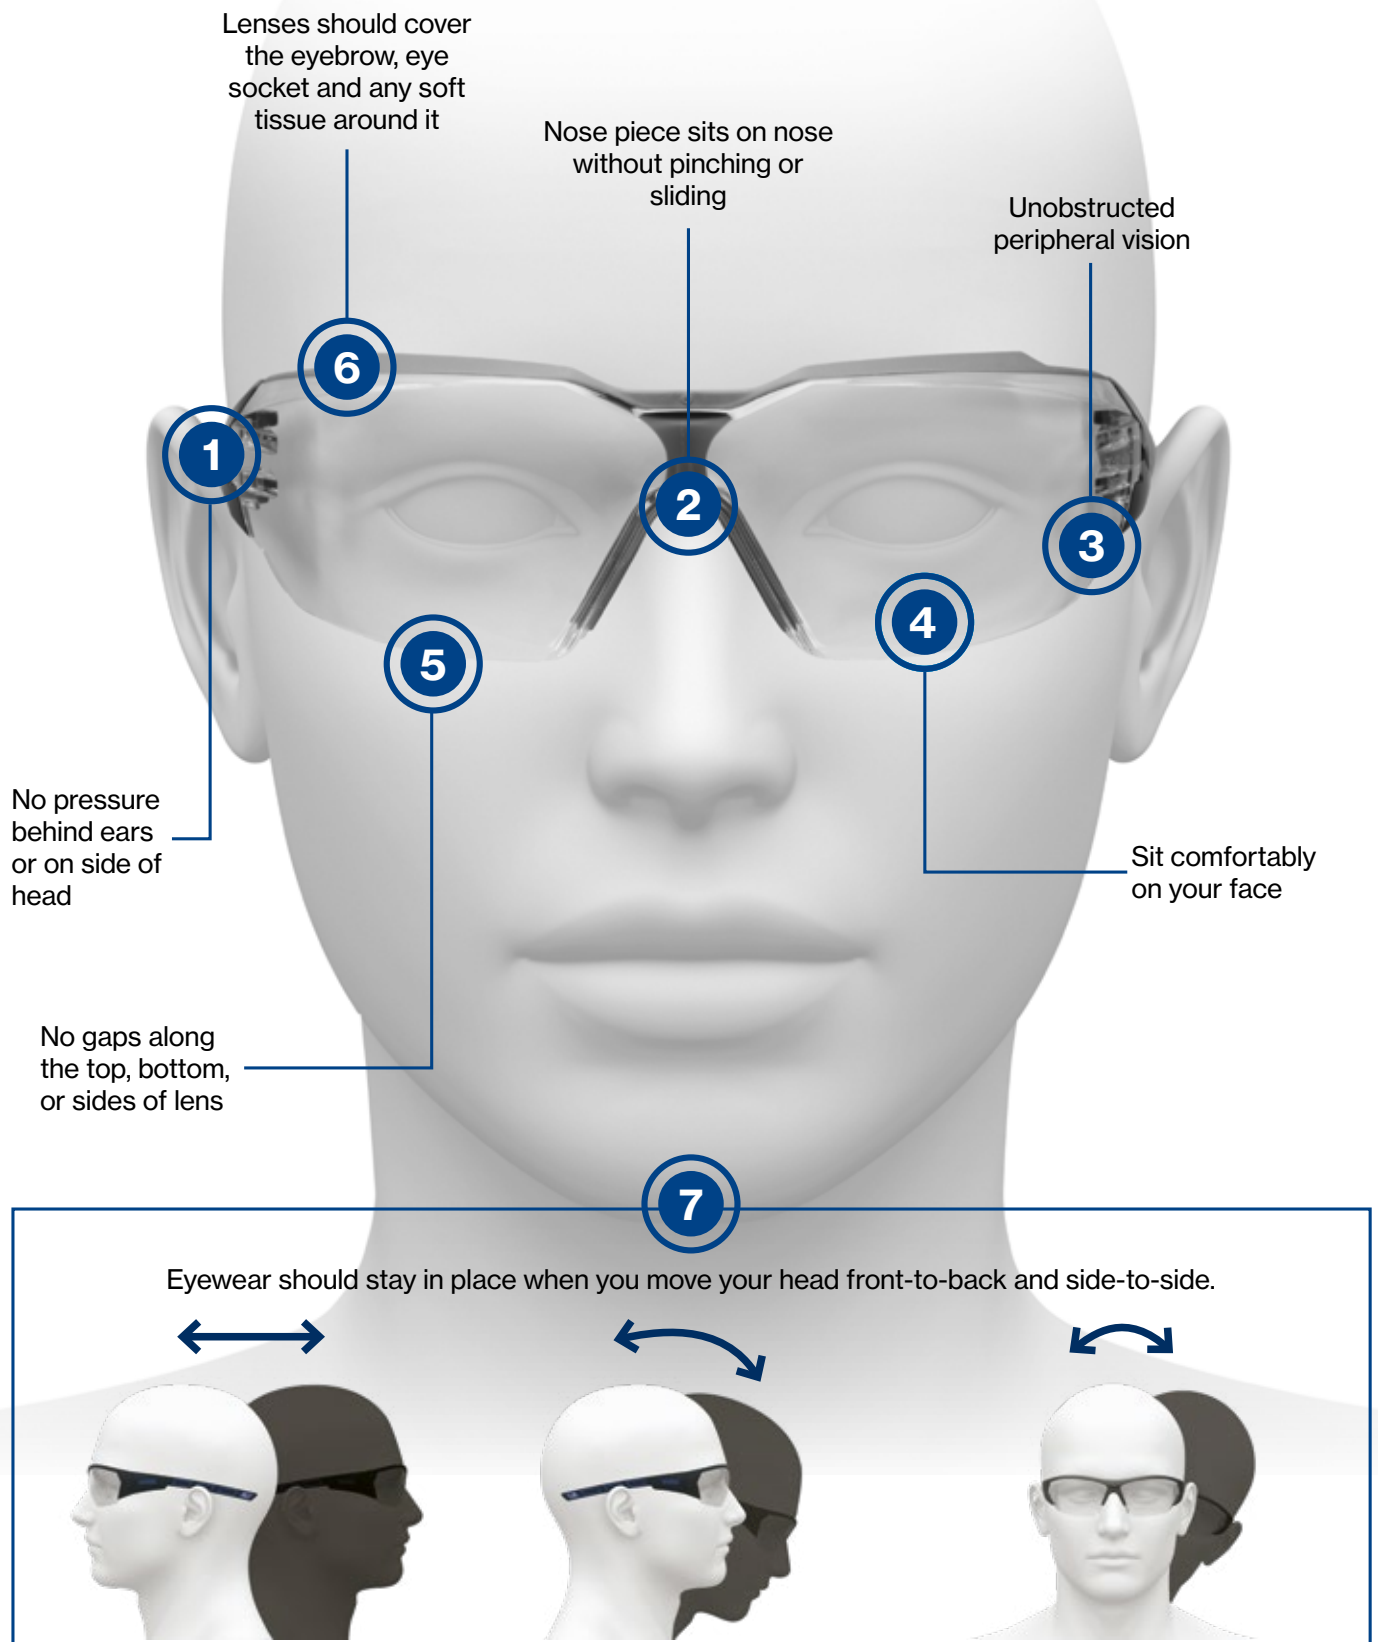 Lenses should cover
the eyebrow, eye
socket and any soft
tissue around it
Nose piece sits on nose
without pinching or
sliding
Unobstructed
peripheral vision
6
1
2
3
4
5
No pressure
behind ears
or on side of
head
Sit comfortably
on your face
No gaps along
the top, bottom,
or sides of lens
7
Eyewear should stay in place when you move your head front-to-back and side-to-side.